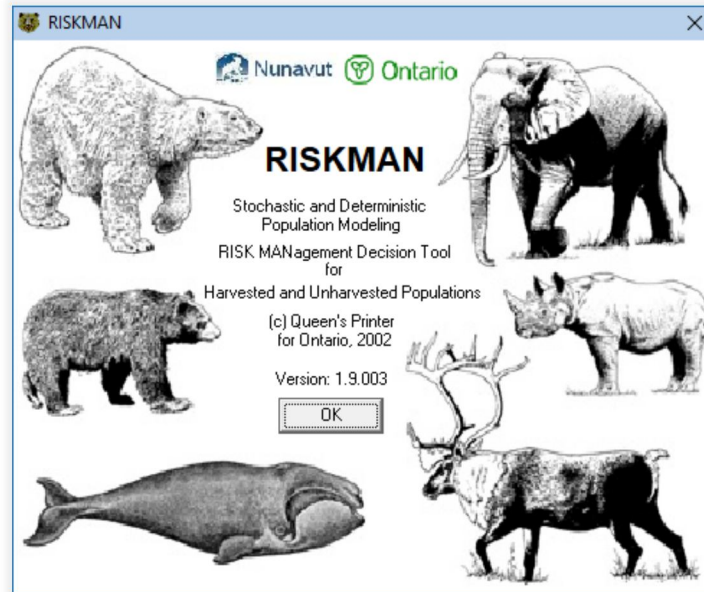 RISKMAN
Nunavut Ontario
RISKMAN
Stochastic and Deterministic
Population Modeling
RISK MANagement Decision Tool
for
Harvested and Unharvested Populations
(c) Queen's Printer
for Ontario, 2002
Version: 1.9.003
OK